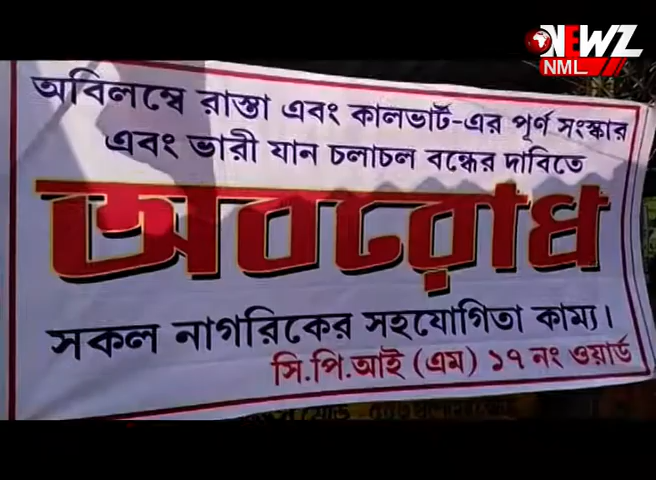 NEWZ
NML
অবিলম্বে রাস্তা এবং কালভার্ট-এর পূর্ণ সংস্কার
এবং ভারী যান চলাচল বন্ধের দাবিতে
অবরোধ
সকল নাগরিকের সহযোগিতা কাম্য।
সি.পি.আই (এম) ১৭ নং ওয়ার্ড